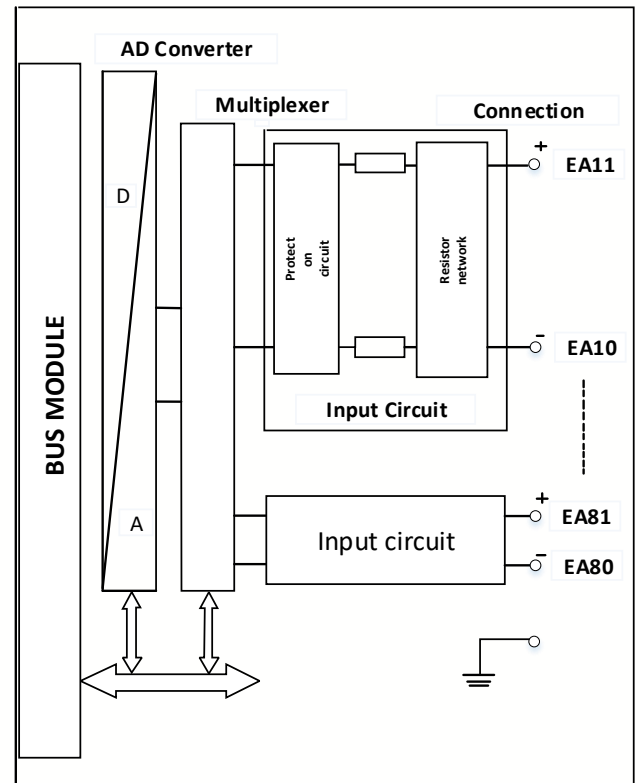 AD Converter
Multiplexer
Connection
+
EA11
D
Protect
on
circuit
Resistor
network
-
EA10
BUS MODULE
Input Circuit
+
EA81
A
Input circuit
-
EA80